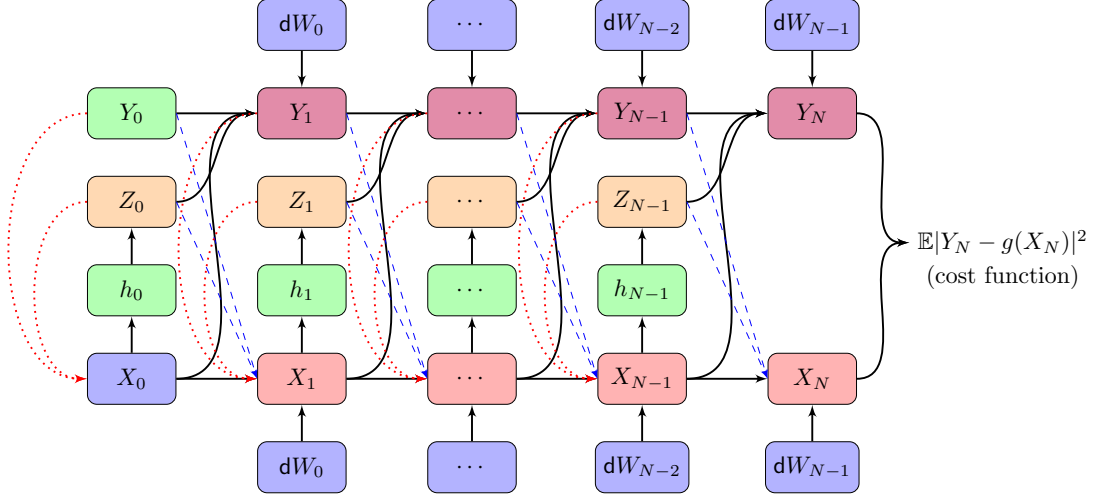 dW_0 ⋯ dW_{N−2} dW_{N−1}
Y_0 Y_1 ⋯ Y_{N−1} Y_N
Z_0 Z_1 ⋯ Z_{N−1}
𝔼|Y_N − g(X_N)|^2
(cost function)
h_0 h_1 ⋯ h_{N−1}
X_0 X_1 ⋯ X_{N−1} X_N
dW_0 ⋯ dW_{N−2} dW_{N−1}